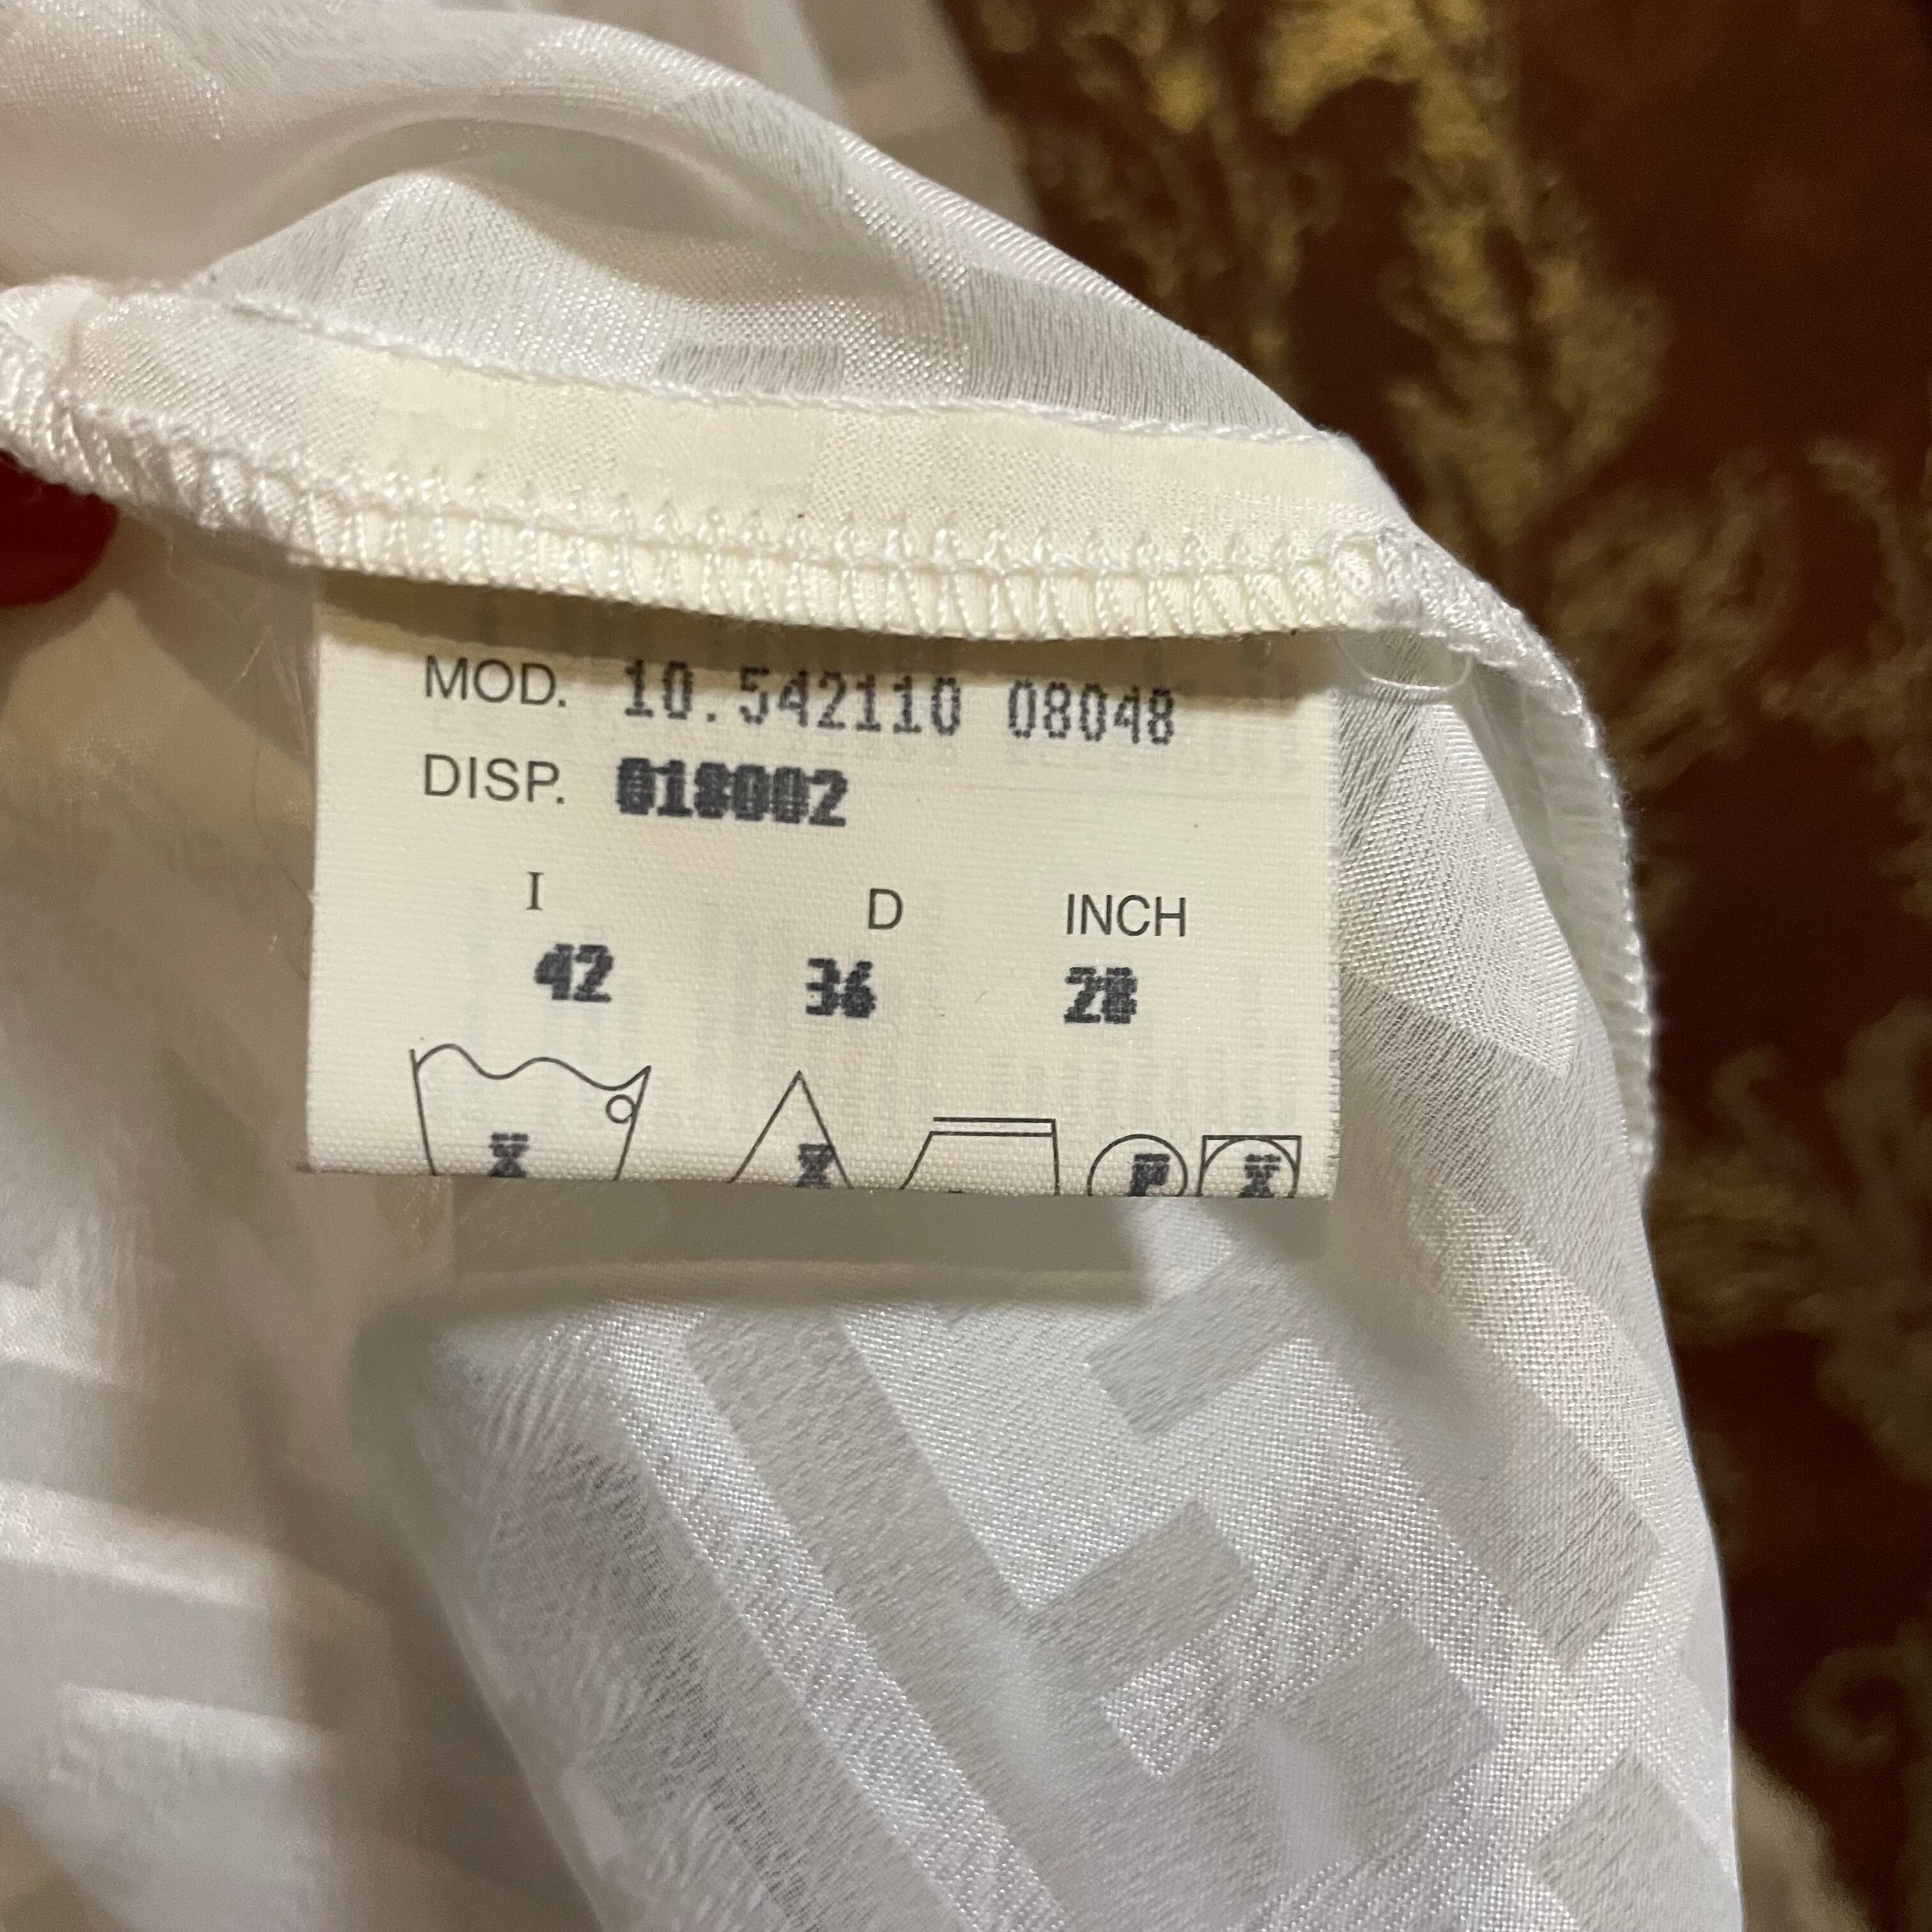 MOD. 10.542110 08048
DISP. 018002
I D INCH
42 36 28
X X P X